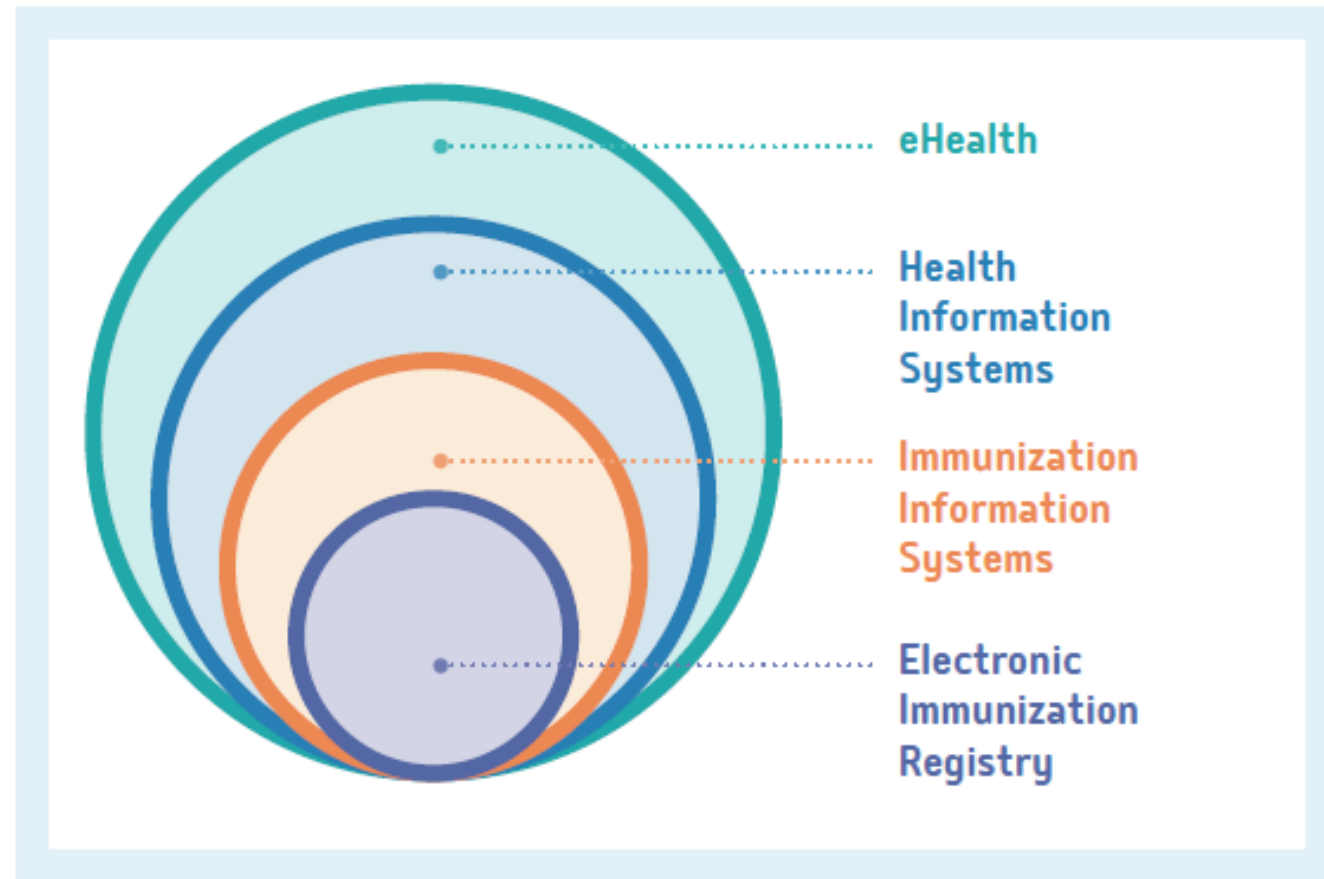 eHealth
Health
Information
Systems
Immunization
Information
Systems
Electronic
Immunization
Registry